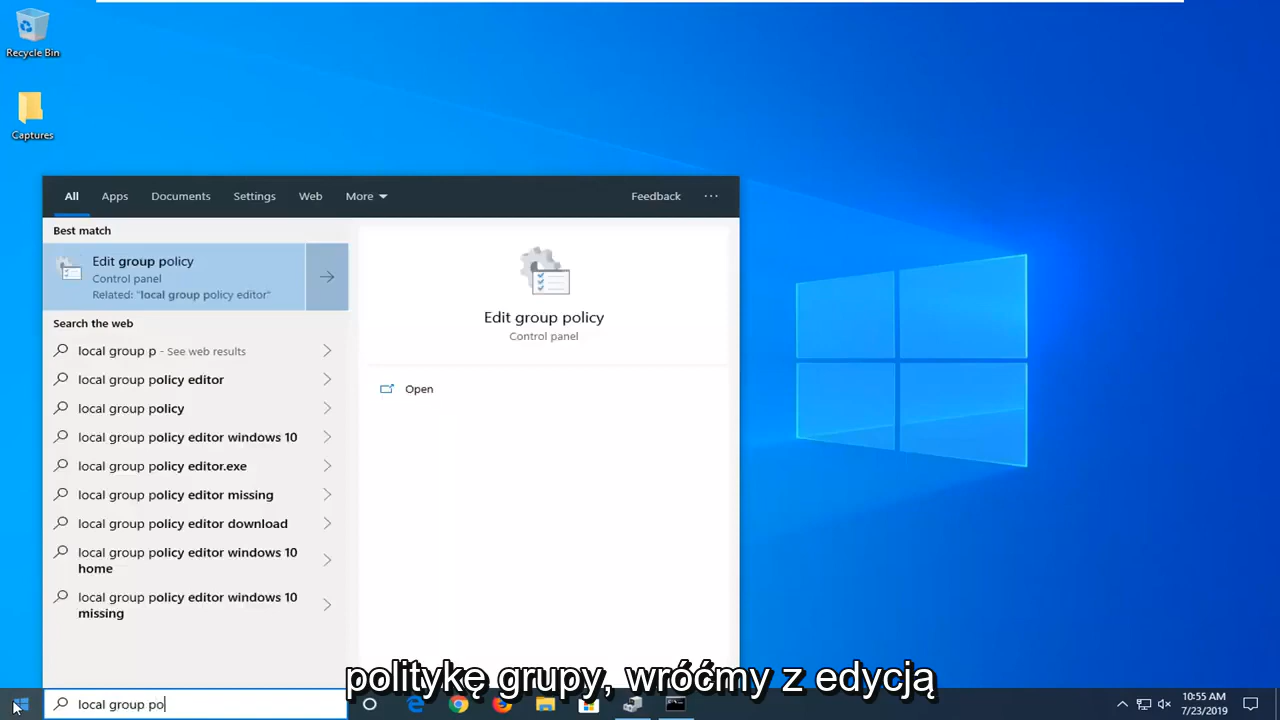 Recycle Bin
Captures
All Apps Documents Settings Web More Feedback ...
Best match
Edit group policy
Control panel
Related: "local group policy editor"
Search the web
local group p - See web results
local group policy editor
local group policy
local group policy editor windows 10
local group policy editor.exe
local group policy editor missing
local group policy editor download
local group policy editor windows 10
home
local group policy editor windows 10
missing
Edit group policy
Control panel
Open
politykę grupy, wróćmy z edycją
local group po
10:55 AM
7/23/2019